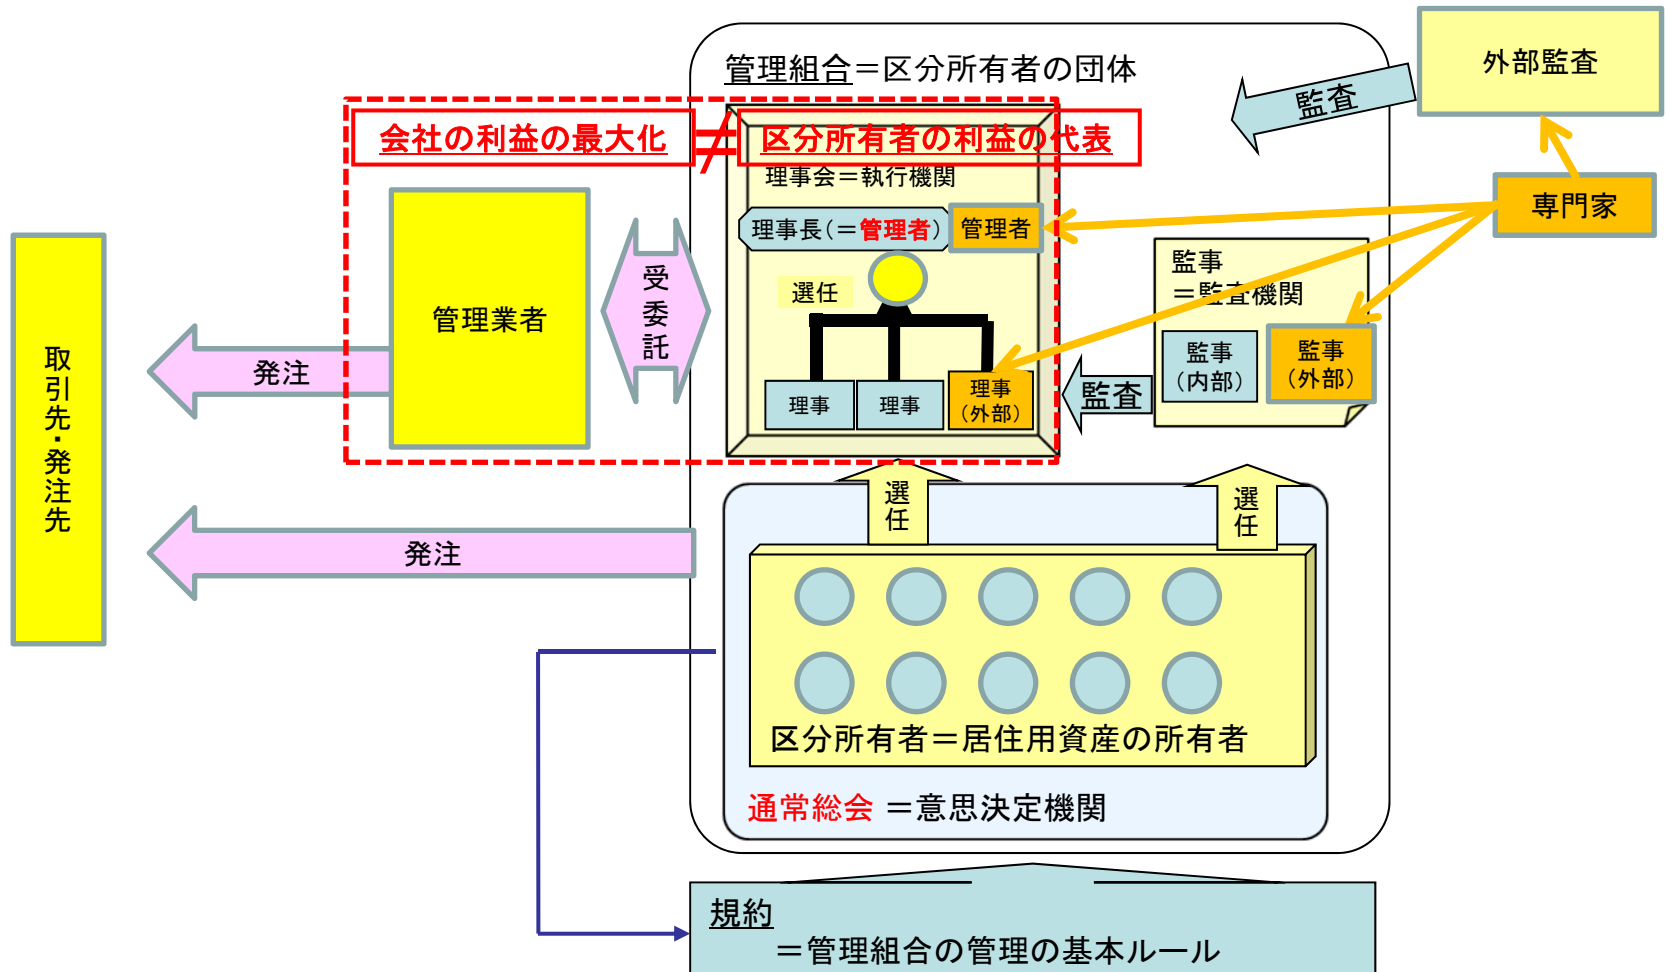 外部監査
管理組合＝区分所有者の団体
監査
会社の利益の最大化
≠
区分所有者の利益の代表
理事会＝執行機関
専門家
理事長（＝管理者）
管理者
監事
＝監査機関
選任
受委託
管理業者
取引先・発注先
発注
監事
（内部）
監事
（外部）
理事
理事
理事
（外部）
監査
選任
選任
発注
区分所有者＝居住用資産の所有者
通常総会 ＝意思決定機関
規約
＝管理組合の管理の基本ルール